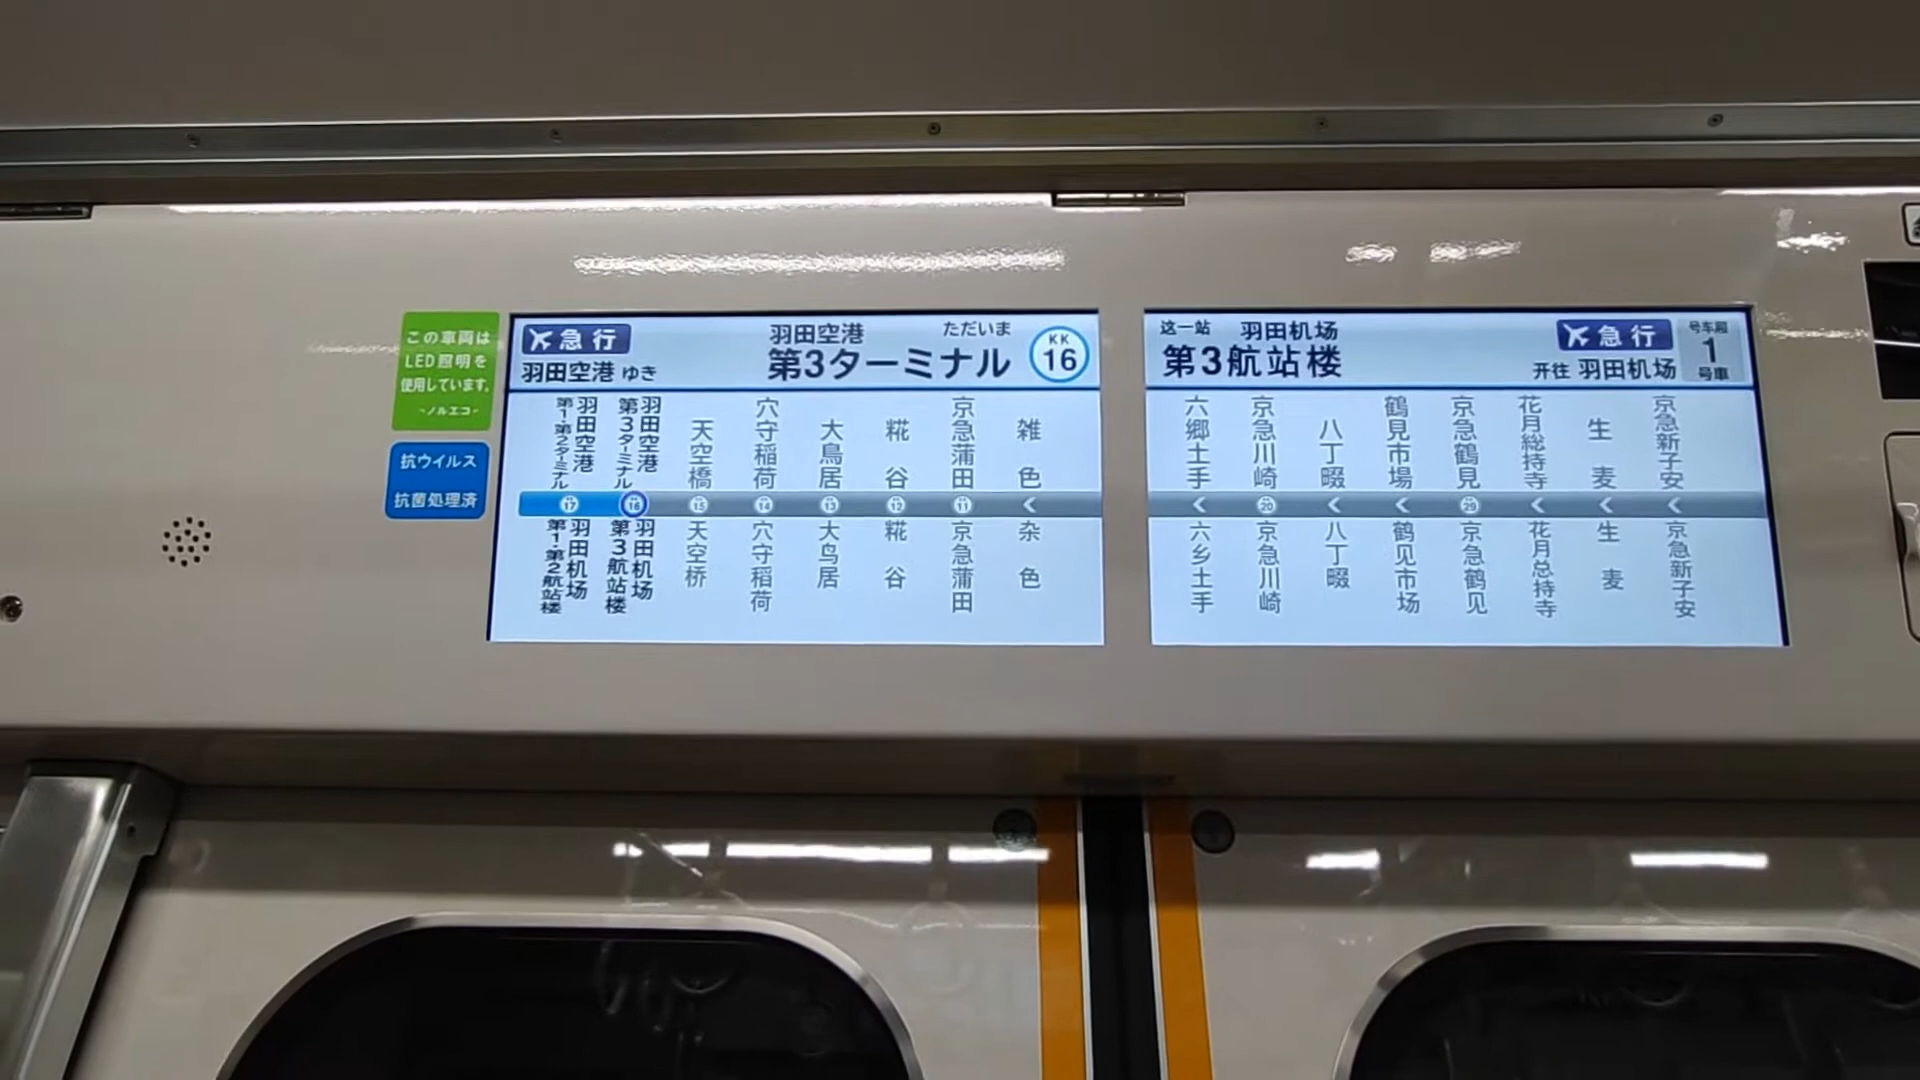 この車両は
LED照明を
使用しています。
-ノルエコ-
抗ウイルス
抗菌処理済
急行
羽田空港 ゆき
羽田空港
第3ターミナル
ただいま
KK
16
羽田空港
第1·第2ターミナル
羽田空港
第3ターミナル
天空橋
穴守稲荷
大鳥居
糀谷
京急蒲田
雑色
17
16
15
14
13
12
11
羽田机场
第1·第2航站楼
羽田机场
第3航站楼
天空桥
穴守稻荷
大鸟居
糀谷
京急蒲田
杂色
这一站
羽田机场
第3航站楼
急行
开往 羽田机场
号车厢
1
号車
六郷土手
京急川崎
八丁畷
鶴見市場
京急鶴見
花月総持寺
生麦
京急新子安
20
29
六乡土手
京急川崎
八丁畷
鹤见市场
京急鹤见
花月总持寺
生麦
京急新子安